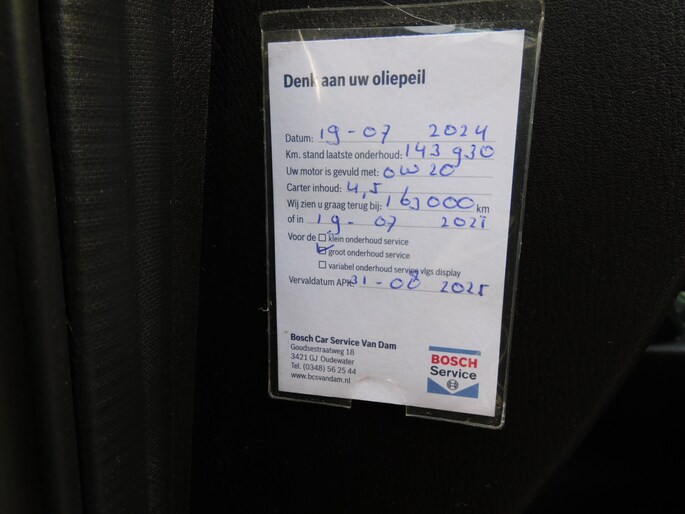 Denk aan uw oliepeil
Datum: 19-07 2024
Km. stand laatste onderhoud: 143 930
Uw motor is gevuld met: 0W20
Carter inhoud: 4,5
Wij zien u graag terug bij: 163000 km
of in 19- 07 2025
Voor de klein onderhoud service
groot onderhoud service
variabel onderhoud service vlgs display
Vervaldatum APK: 31-08 2025
Bosch Car Service Van Dam
Goudsestraatweg 18
3421 GJ Oudewater
Tel. (0348) 56 25 44
www.bcsvandam.nl
BOSCH
Service